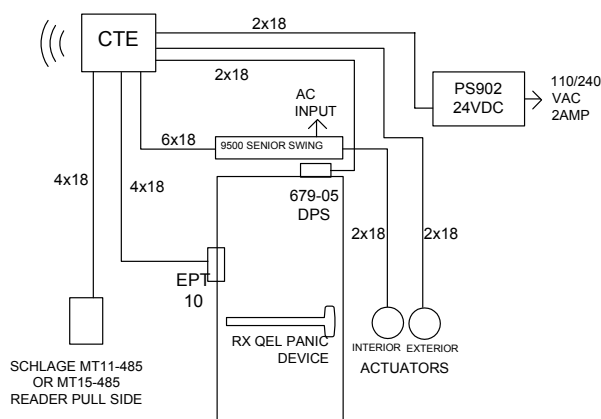 CTE
2x18
2x18
PS902
24VDC
110/240
VAC
2AMP
AC
INPUT
6x18
9500 SENIOR SWING
4x18
4x18
679-05
DPS
2x18
2x18
EPT
10
RX QEL PANIC
DEVICE
INTERIOR
EXTERIOR
ACTUATORS
SCHLAGE MT11-485
OR MT15-485
READER PULL SIDE